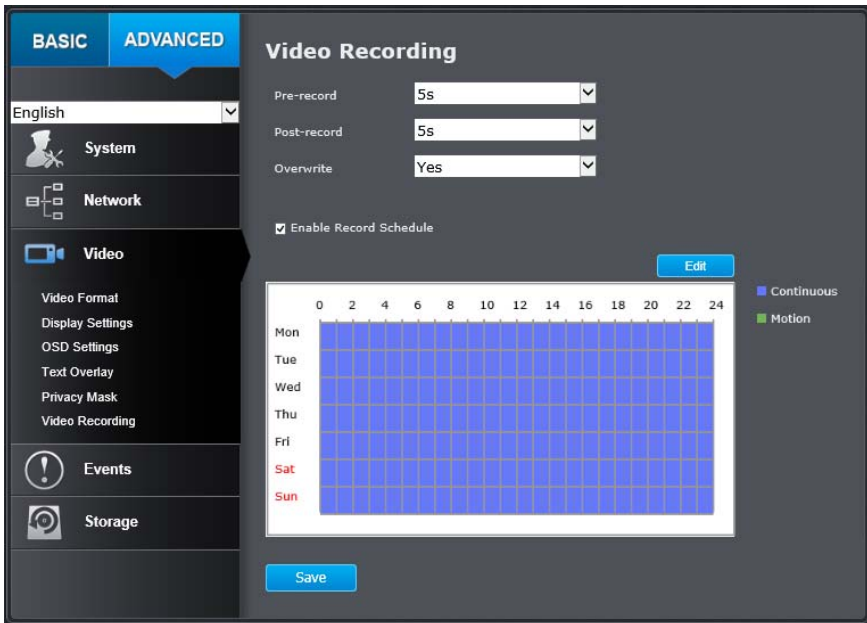 BASIC
ADVANCED
English
System
Network
Video
Video Format
Display Settings
OSD Settings
Text Overlay
Privacy Mask
Video Recording
Events
Storage
Video Recording
Pre-record 5s
Post-record 5s
Overwrite Yes
Enable Record Schedule
Edit
0 2 4 6 8 10 12 14 16 18 20 22 24
Mon
Tue
Wed
Thu
Fri
Sat
Sun
Continuous
Motion
Save